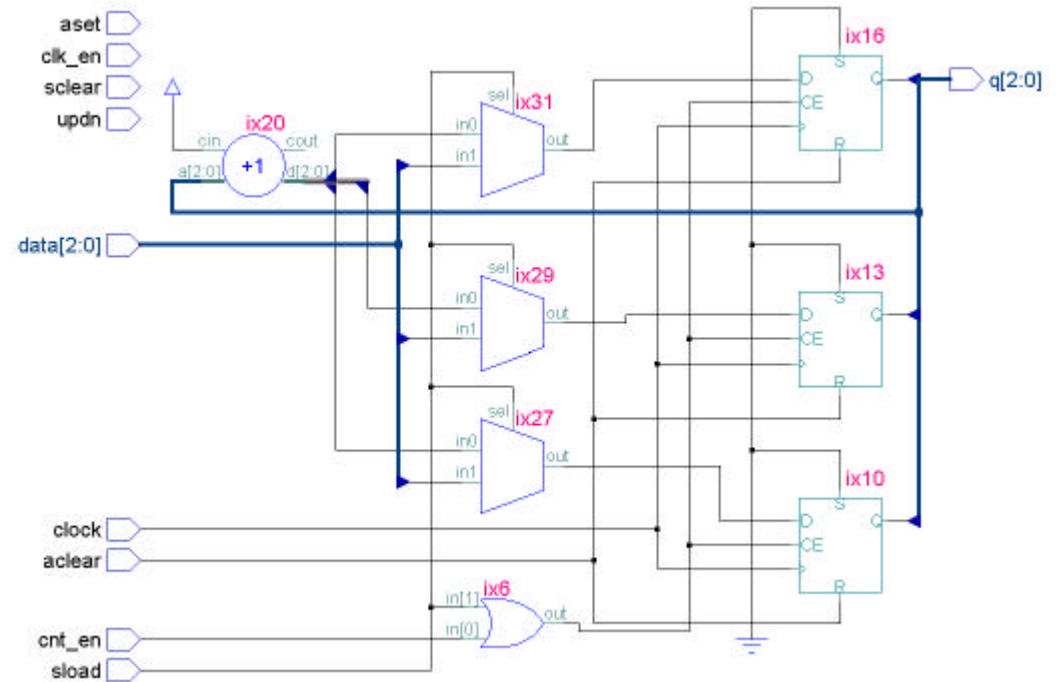 aset
clk_en
sclear
updn
ix20
cin
cout
+1
a[2:0]
d[2:0]
data[2:0]
sel
ix31
in0
in1
out
sel
ix29
in0
in1
out
sel
ix27
in0
in1
out
ix16
S
D
Q
CE
R
q[2:0]
ix13
S
D
Q
CE
R
ix10
S
D
Q
CE
R
clock
aclear
ix6
in[1]
in[0]
out
cnt_en
sload